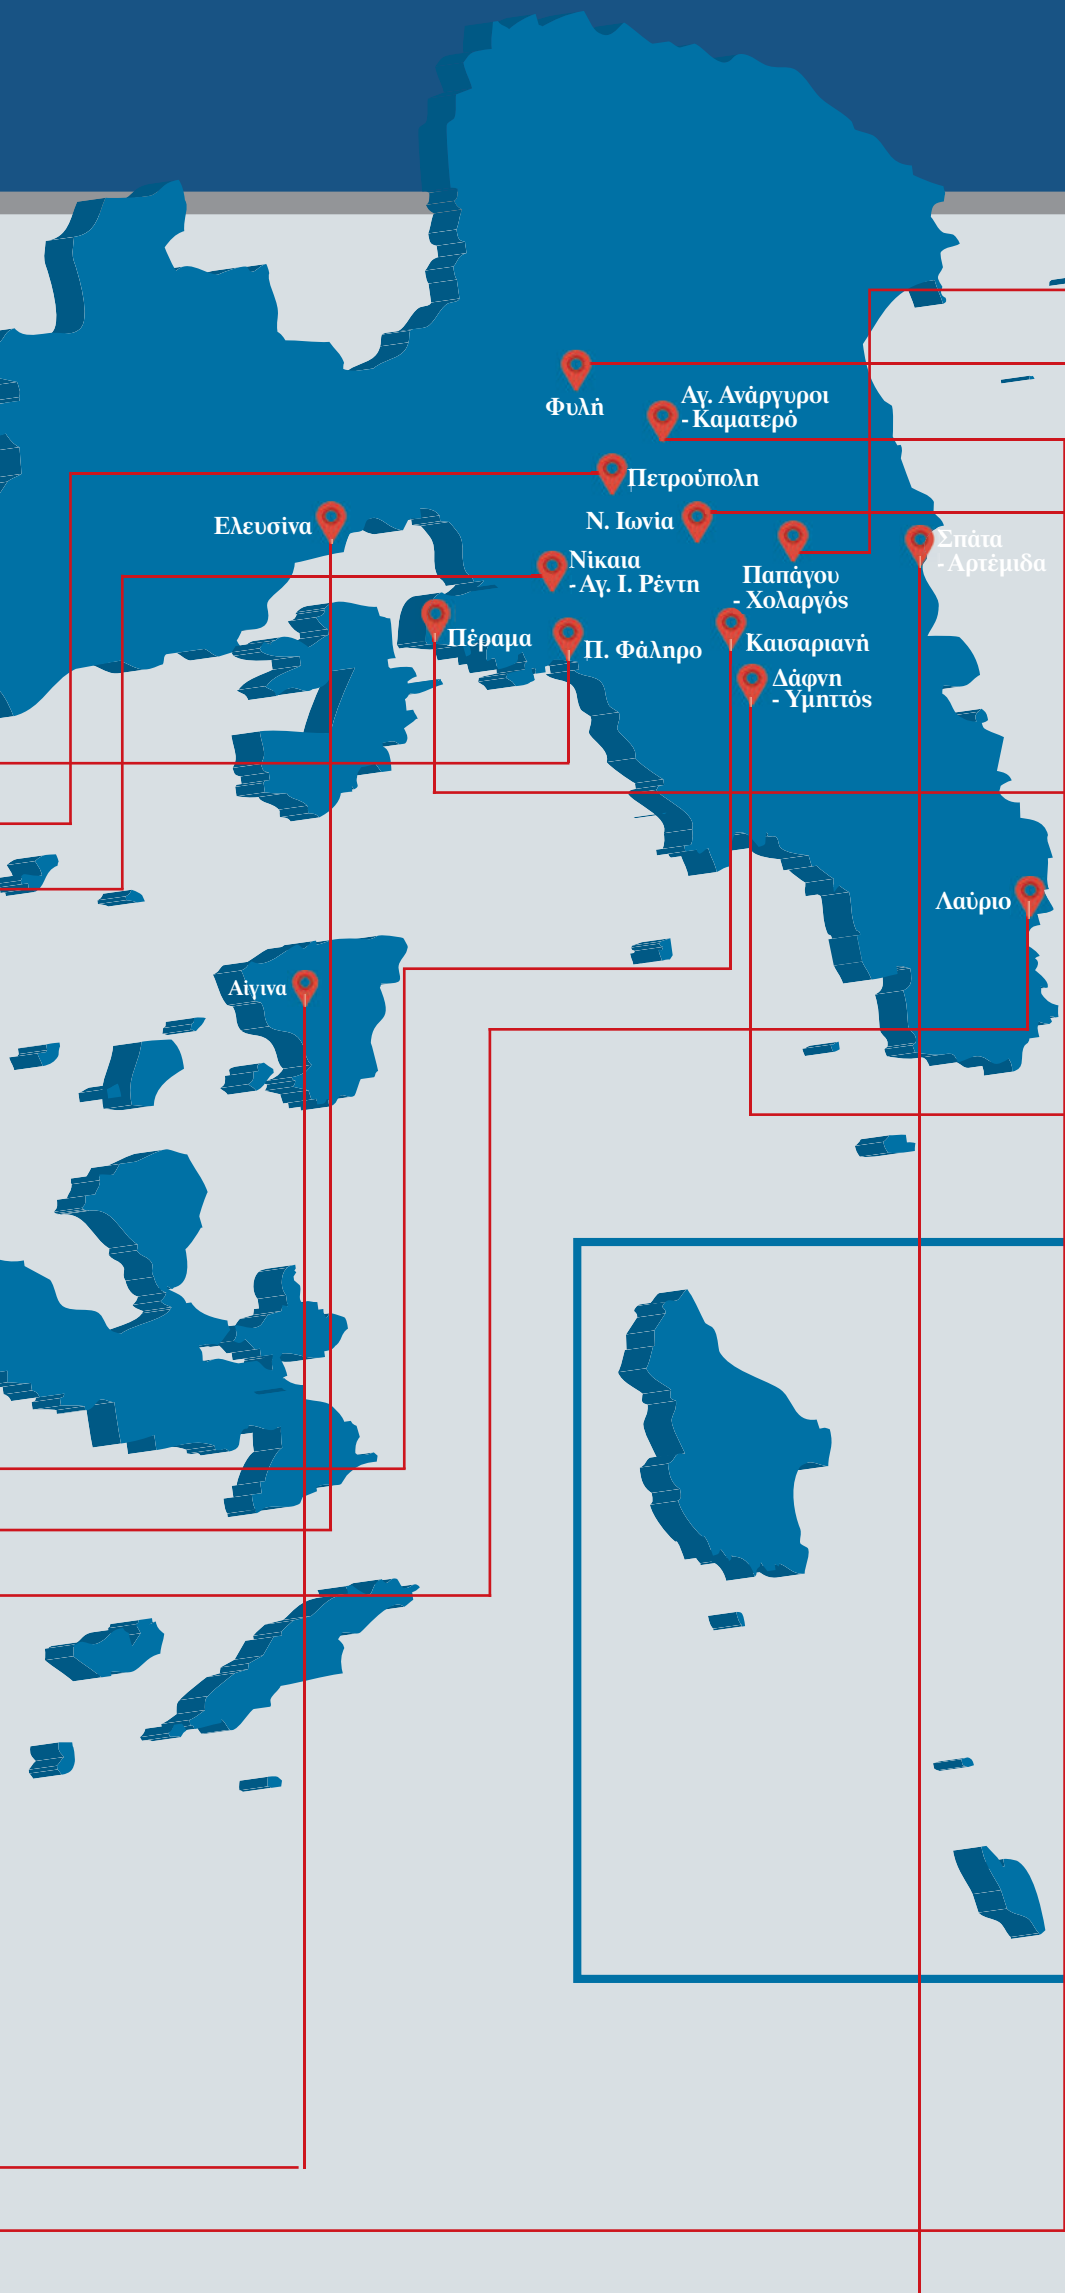 Φυλή
Αγ. Ανάργυροι
- Καματερό
Πετρούπολη
Ελευσίνα
Ν. Ιωνία
Σπάτα
- Αρτέμιδα
Νίκαια
- Αγ. Ι. Ρέντη
Παπάγου
- Χολαργός
Πέραμα
Π. Φάληρο
Καισαριανή
Δάφνη
- Υμηττός
Λαύριο
Αίγινα